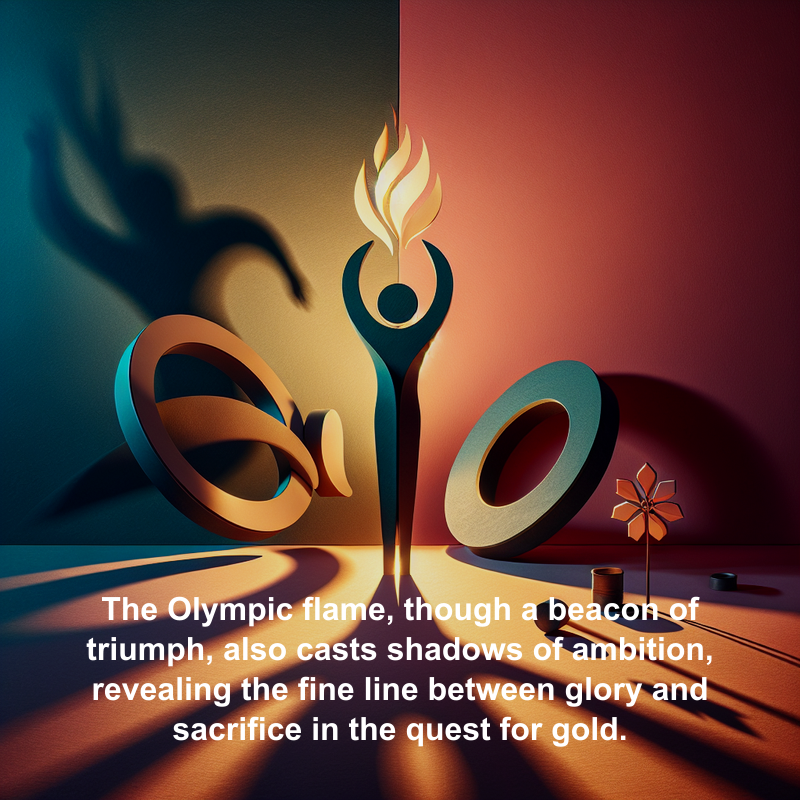 The Olympic flame, though a beacon of
triumph, also casts shadows of ambition,
revealing the fine line between glory and
sacrifice in the quest for gold.